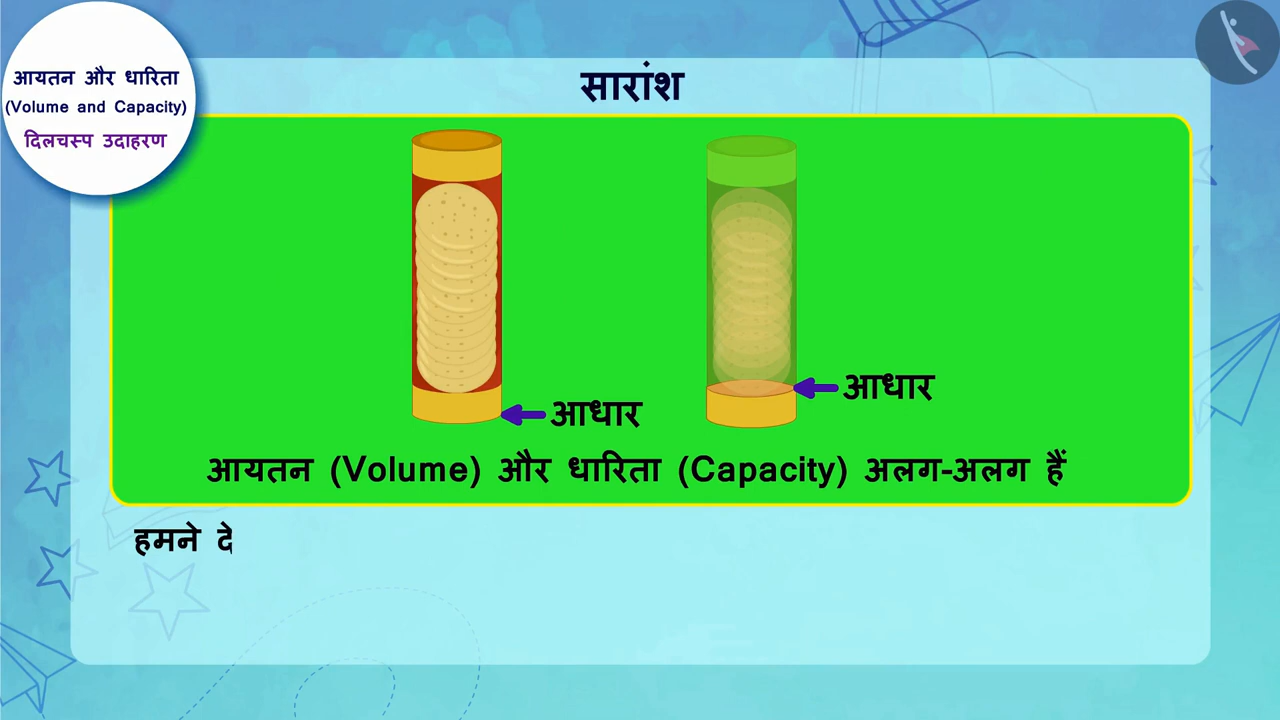 आयतन और धारिता
(Volume and Capacity)
दिलचस्प उदाहरण
सारांश
आधार
आधार
आयतन (Volume) और धारिता (Capacity) अलग-अलग हैं
हमने